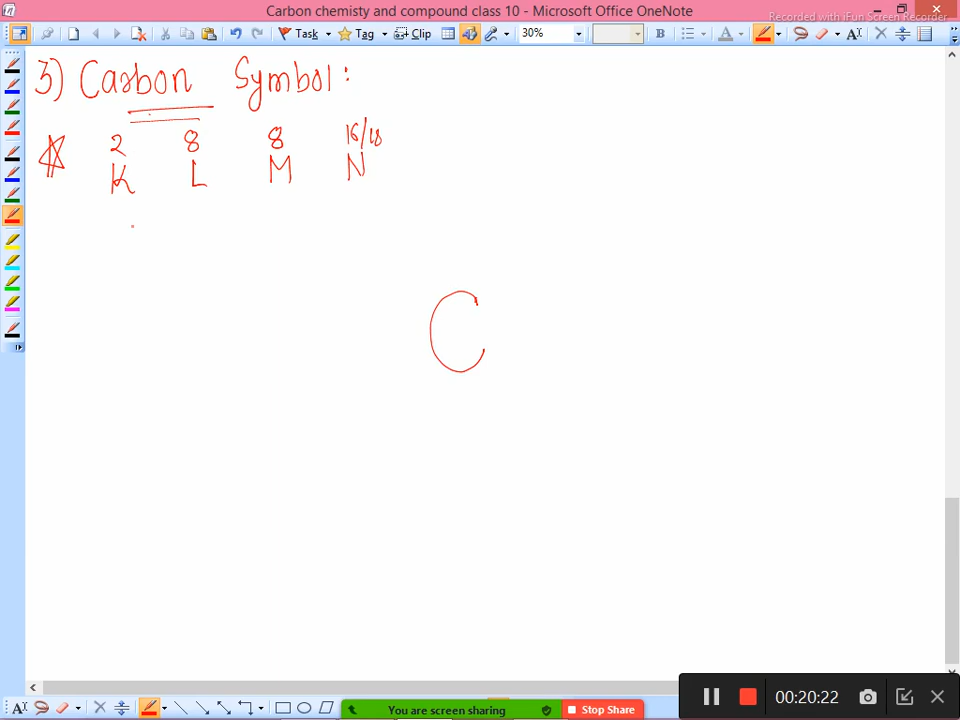 Carbon chemisty and compound class 10 - Microsoft Office OneNote
Recorded with iFun Screen Recorder
Task Tag Clip 30% B A A
3) Carbon Symbol:
2 8 8 16/18
K L M N
C
A You are screen sharing Stop Share 00:20:22